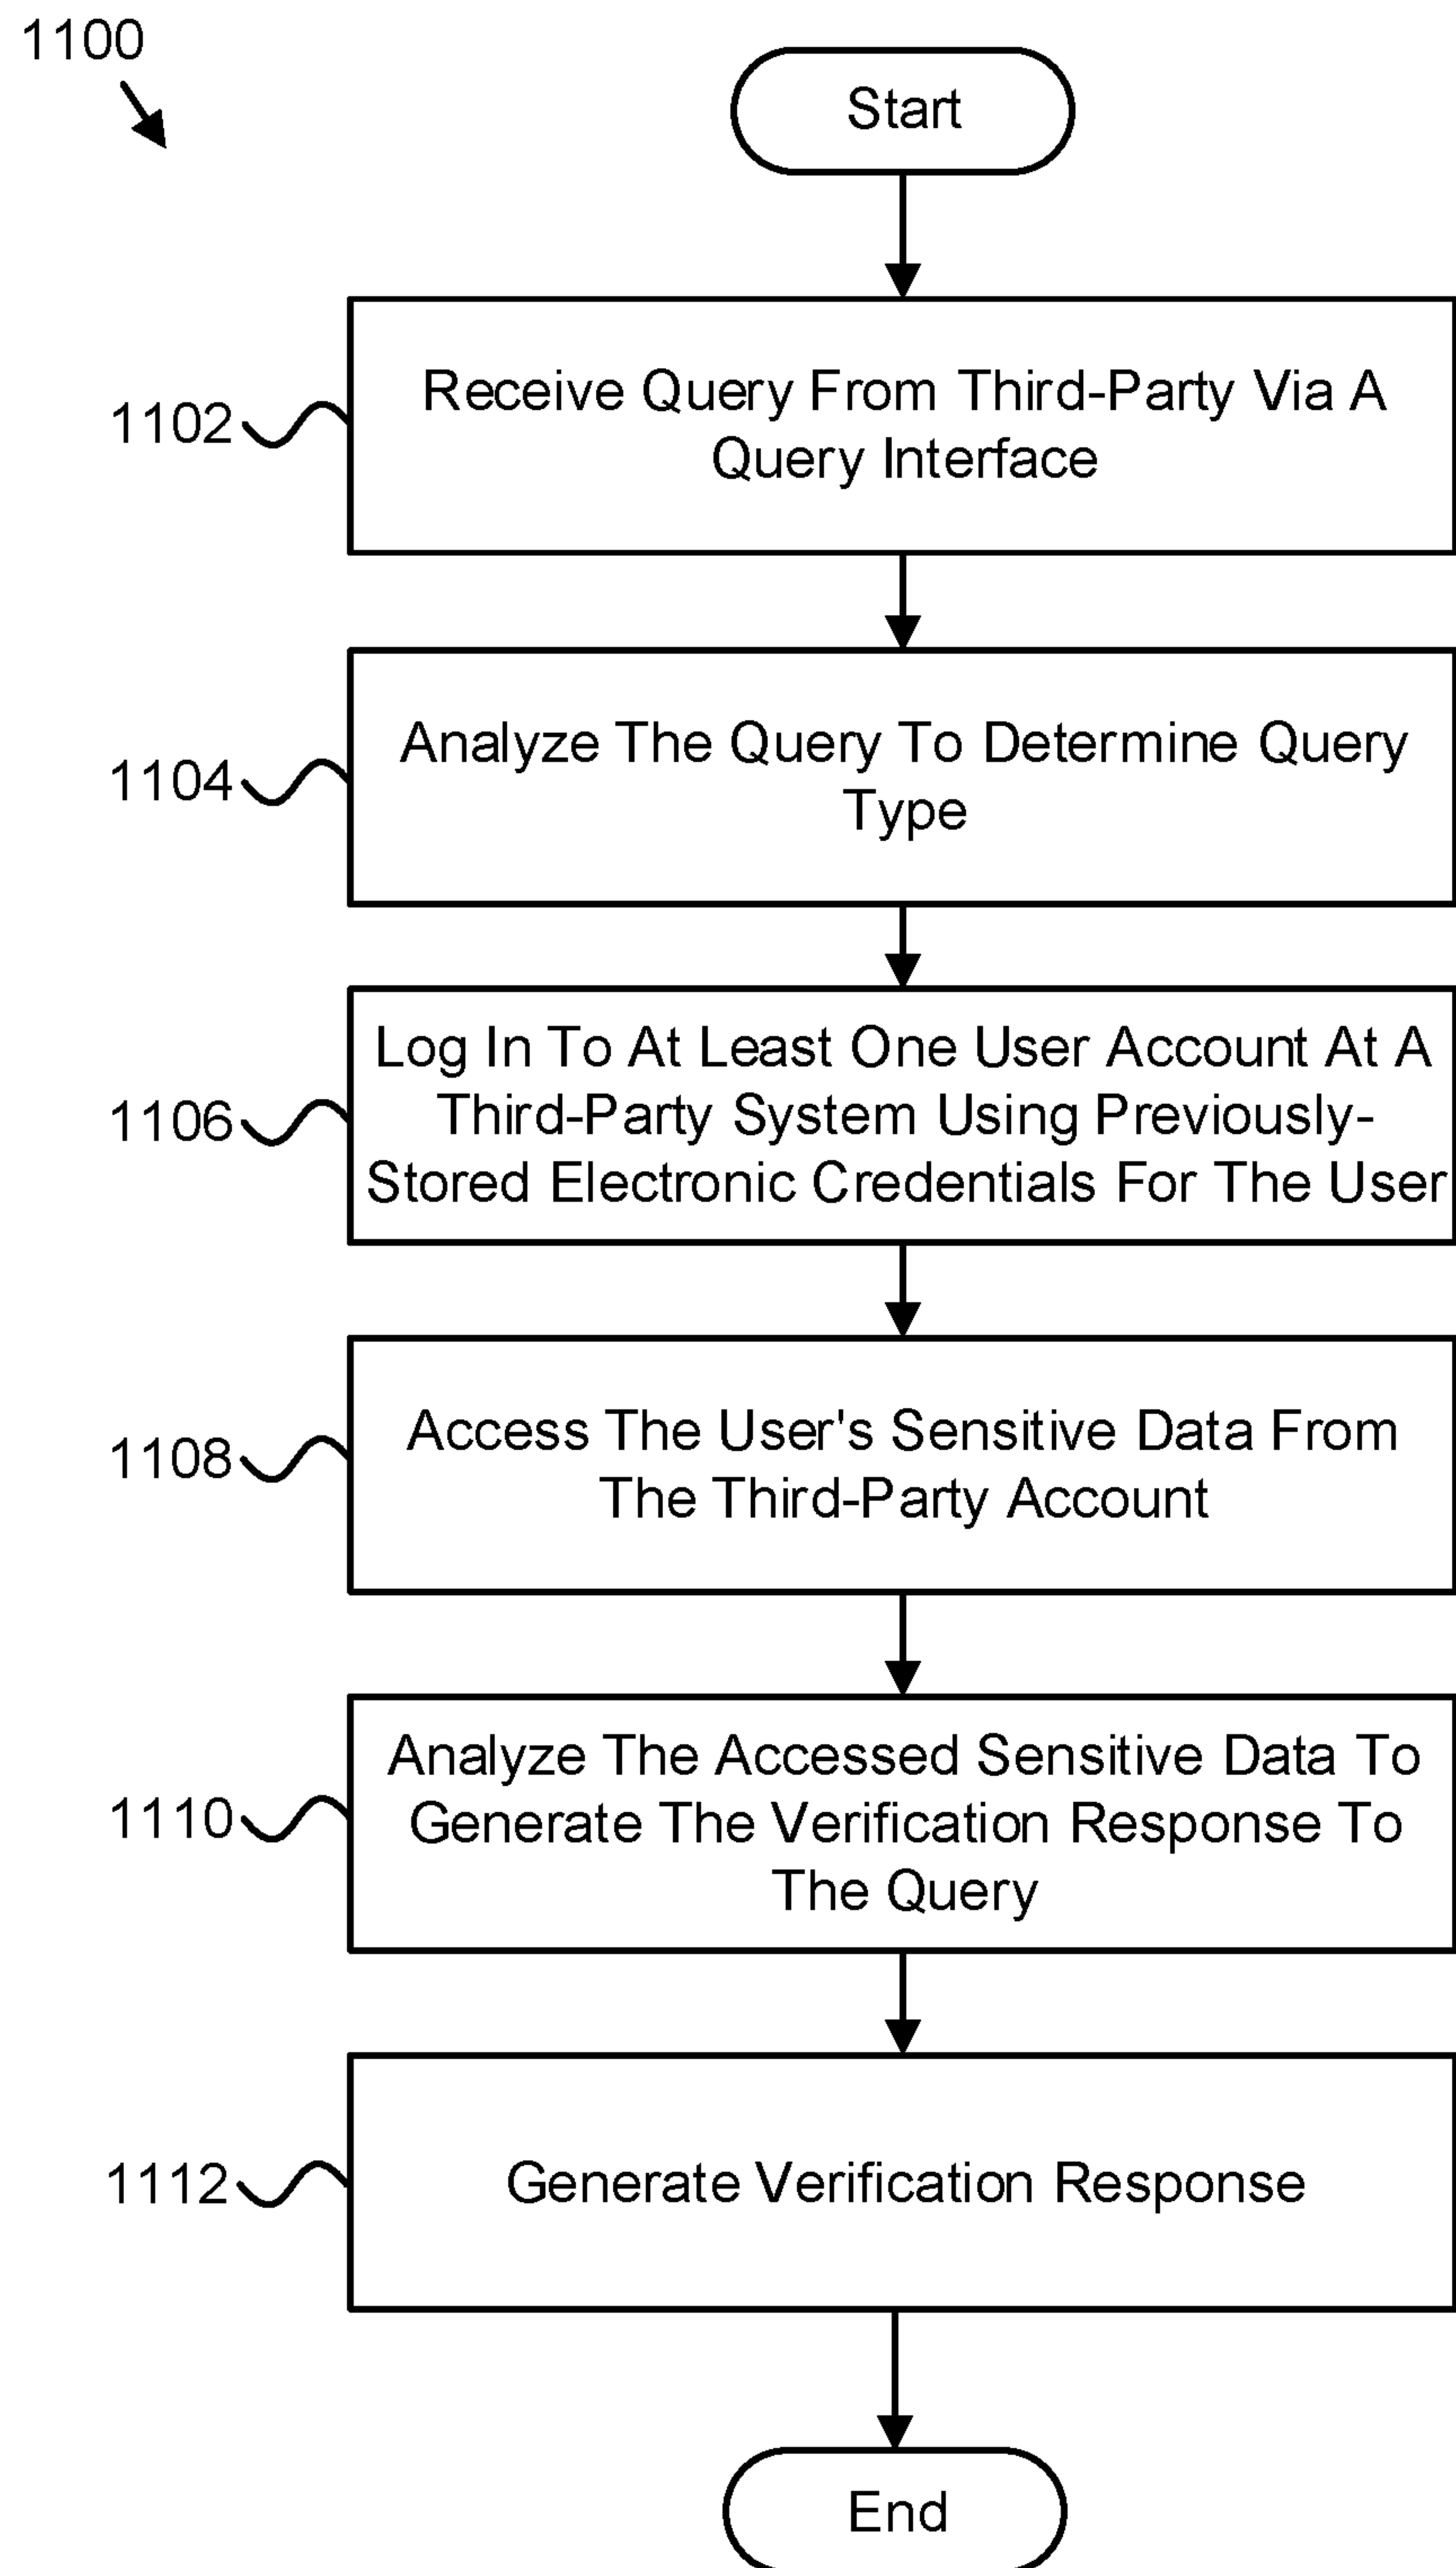 1100
Start
1102
Receive Query From Third-Party Via A
Query Interface
1104
Analyze The Query To Determine Query
Type
1106
Log In To At Least One User Account At A
Third-Party System Using Previously-
Stored Electronic Credentials For The User
1108
Access The User's Sensitive Data From
The Third-Party Account
1110
Analyze The Accessed Sensitive Data To
Generate The Verification Response To
The Query
1112
Generate Verification Response
End